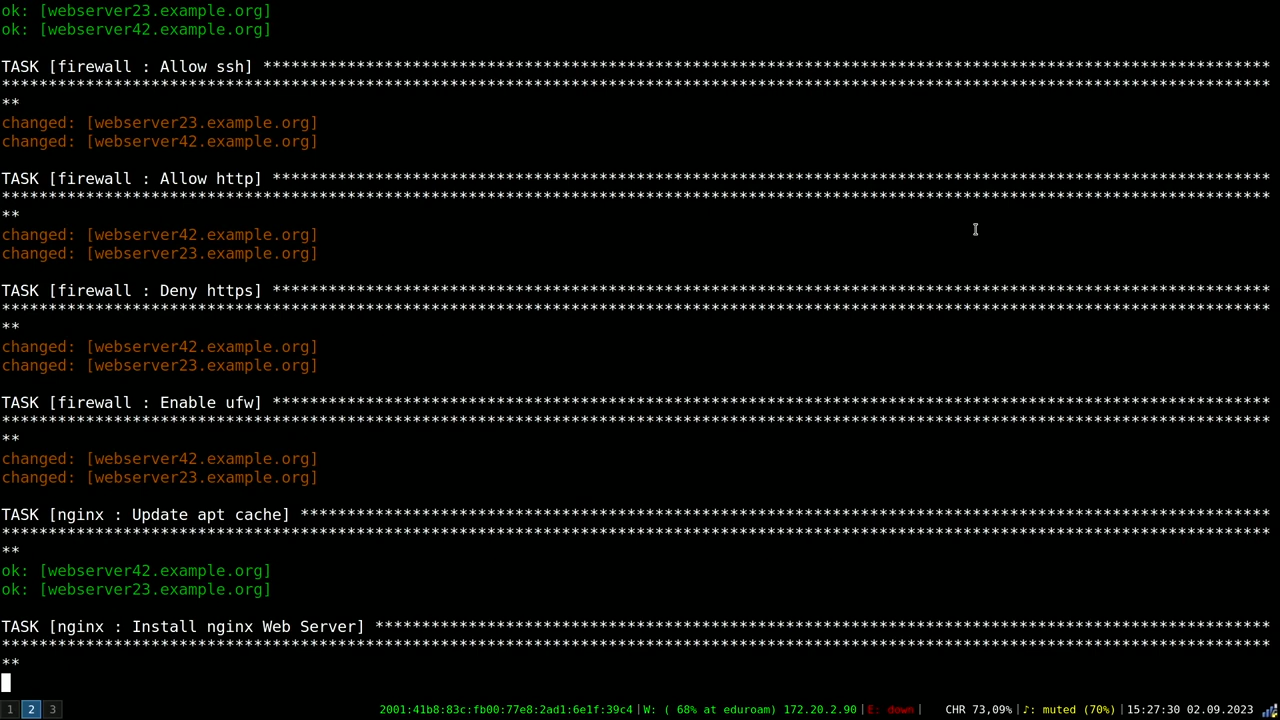 ok: [webserver23.example.org]
ok: [webserver42.example.org]
TASK [firewall : Allow ssh] ************************************************************************************************************
****************************************************************************************************************************************
**
changed: [webserver23.example.org]
changed: [webserver42.example.org]
TASK [firewall : Allow http] ***********************************************************************************************************
****************************************************************************************************************************************
**
changed: [webserver42.example.org]
changed: [webserver23.example.org]
TASK [firewall : Deny https] ***********************************************************************************************************
****************************************************************************************************************************************
**
changed: [webserver42.example.org]
changed: [webserver23.example.org]
TASK [firewall : Enable ufw] ***********************************************************************************************************
****************************************************************************************************************************************
**
changed: [webserver42.example.org]
changed: [webserver23.example.org]
TASK [nginx : Update apt cache] ********************************************************************************************************
****************************************************************************************************************************************
**
ok: [webserver42.example.org]
ok: [webserver23.example.org]
TASK [nginx : Install nginx Web Server] ************************************************************************************************
****************************************************************************************************************************************
**
1 2 3 2001:41b8:83c:fb00:77e8:2ad1:6e1f:39c4|W: ( 68% at eduroam) 172.20.2.90|E: down| CHR 73,09%|♪: muted (70%)|15:27:30 02.09.2023